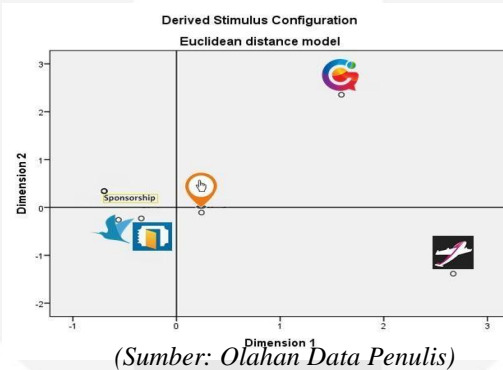 Derived Stimulus Configuration
Euclidean distance model
Dimension 2
3
2
1
0
-1
-2
Sponsorship
-1
0
1
2
3
Dimension 1
(Sumber: Olahan Data Penulis)